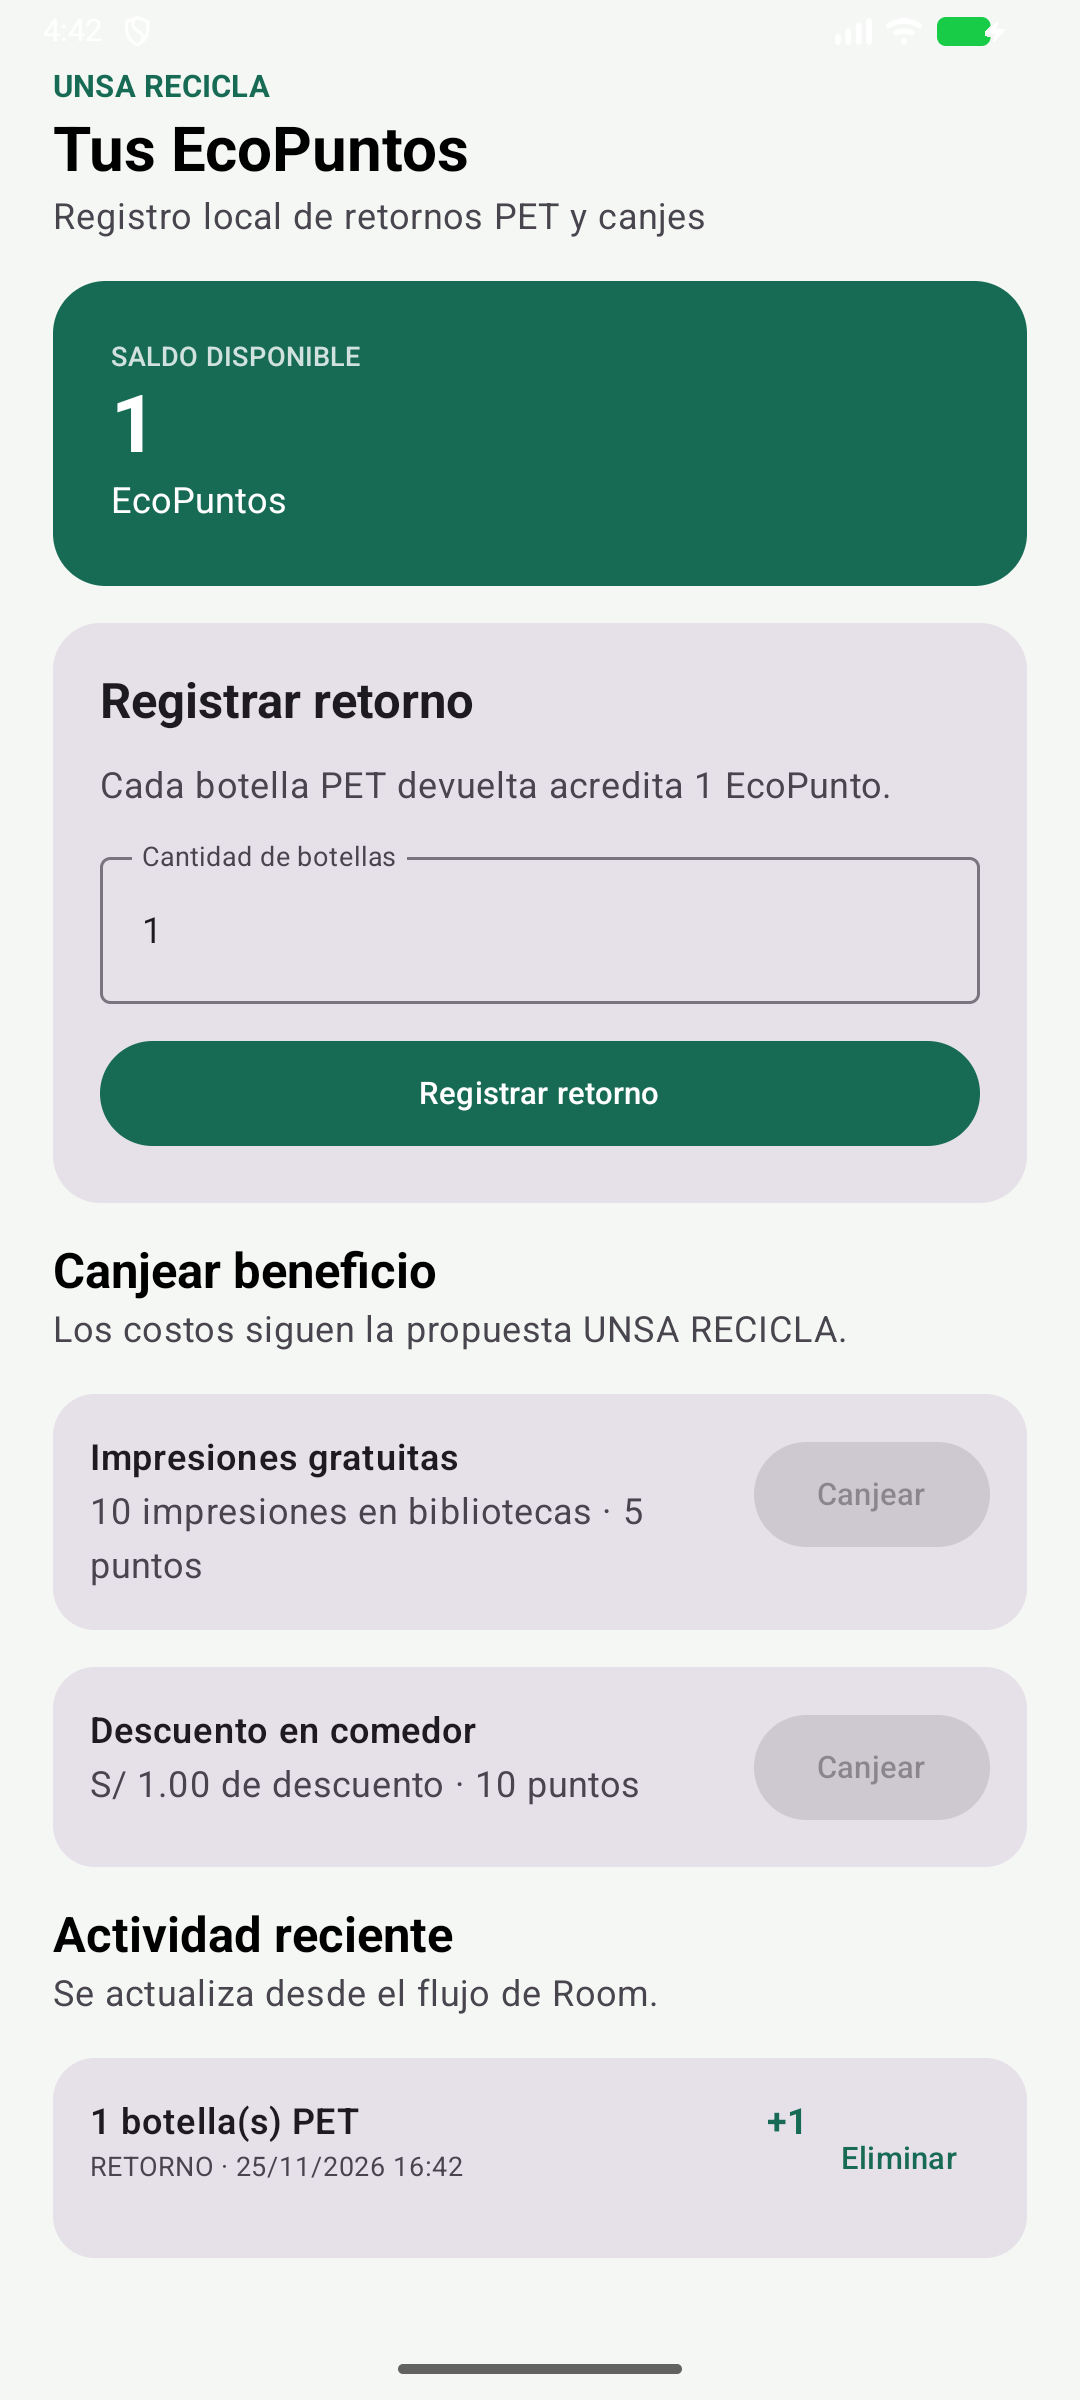 4:42
UNSA RECICLA
Tus EcoPuntos
Registro local de retornos PET y canjes
SALDO DISPONIBLE
1
EcoPuntos
Registrar retorno
Cada botella PET devuelta acredita 1 EcoPunto.
Cantidad de botellas
1
Registrar retorno
Canjear beneficio
Los costos siguen la propuesta UNSA RECICLA.
Impresiones gratuitas
10 impresiones en bibliotecas · 5
puntos
Canjear
Descuento en comedor
S/ 1.00 de descuento · 10 puntos
Canjear
Actividad reciente
Se actualiza desde el flujo de Room.
1 botella(s) PET
RETORNO · 25/11/2026 16:42
+1
Eliminar